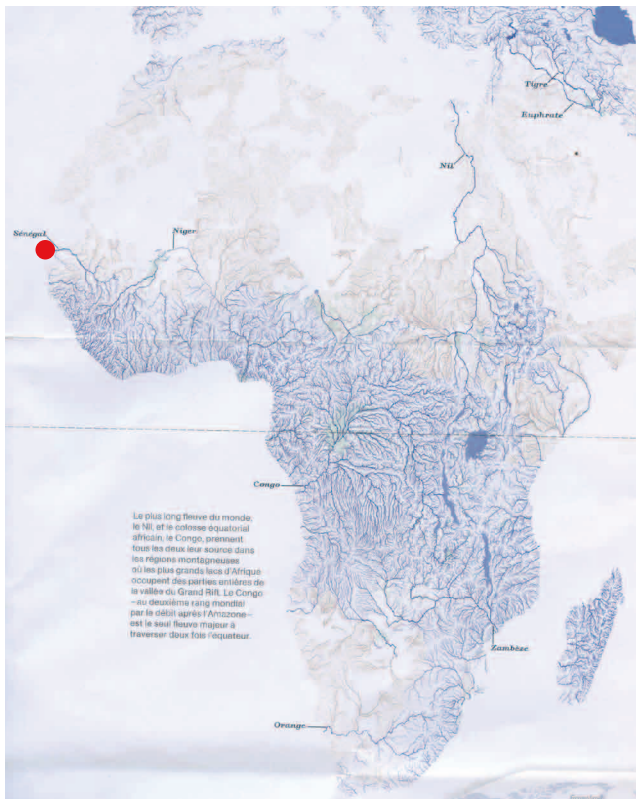 Tigre
Euphrate
Nil
Sénégal
Niger
Congo
Le plus long fleuve du monde,
le Nil, et le colosse équatorial
africain, le Congo, prennent
tous les deux leur source dans
les régions montagneuses
où les plus grands lacs d'Afrique
occupent des parties entières de
la vallée du Grand Rift. Le Congo
–au deuxième rang mondial
par le débit après l'Amazone–
est le seul fleuve majeur à
traverser deux fois l'équateur.
Zambèze
Orange